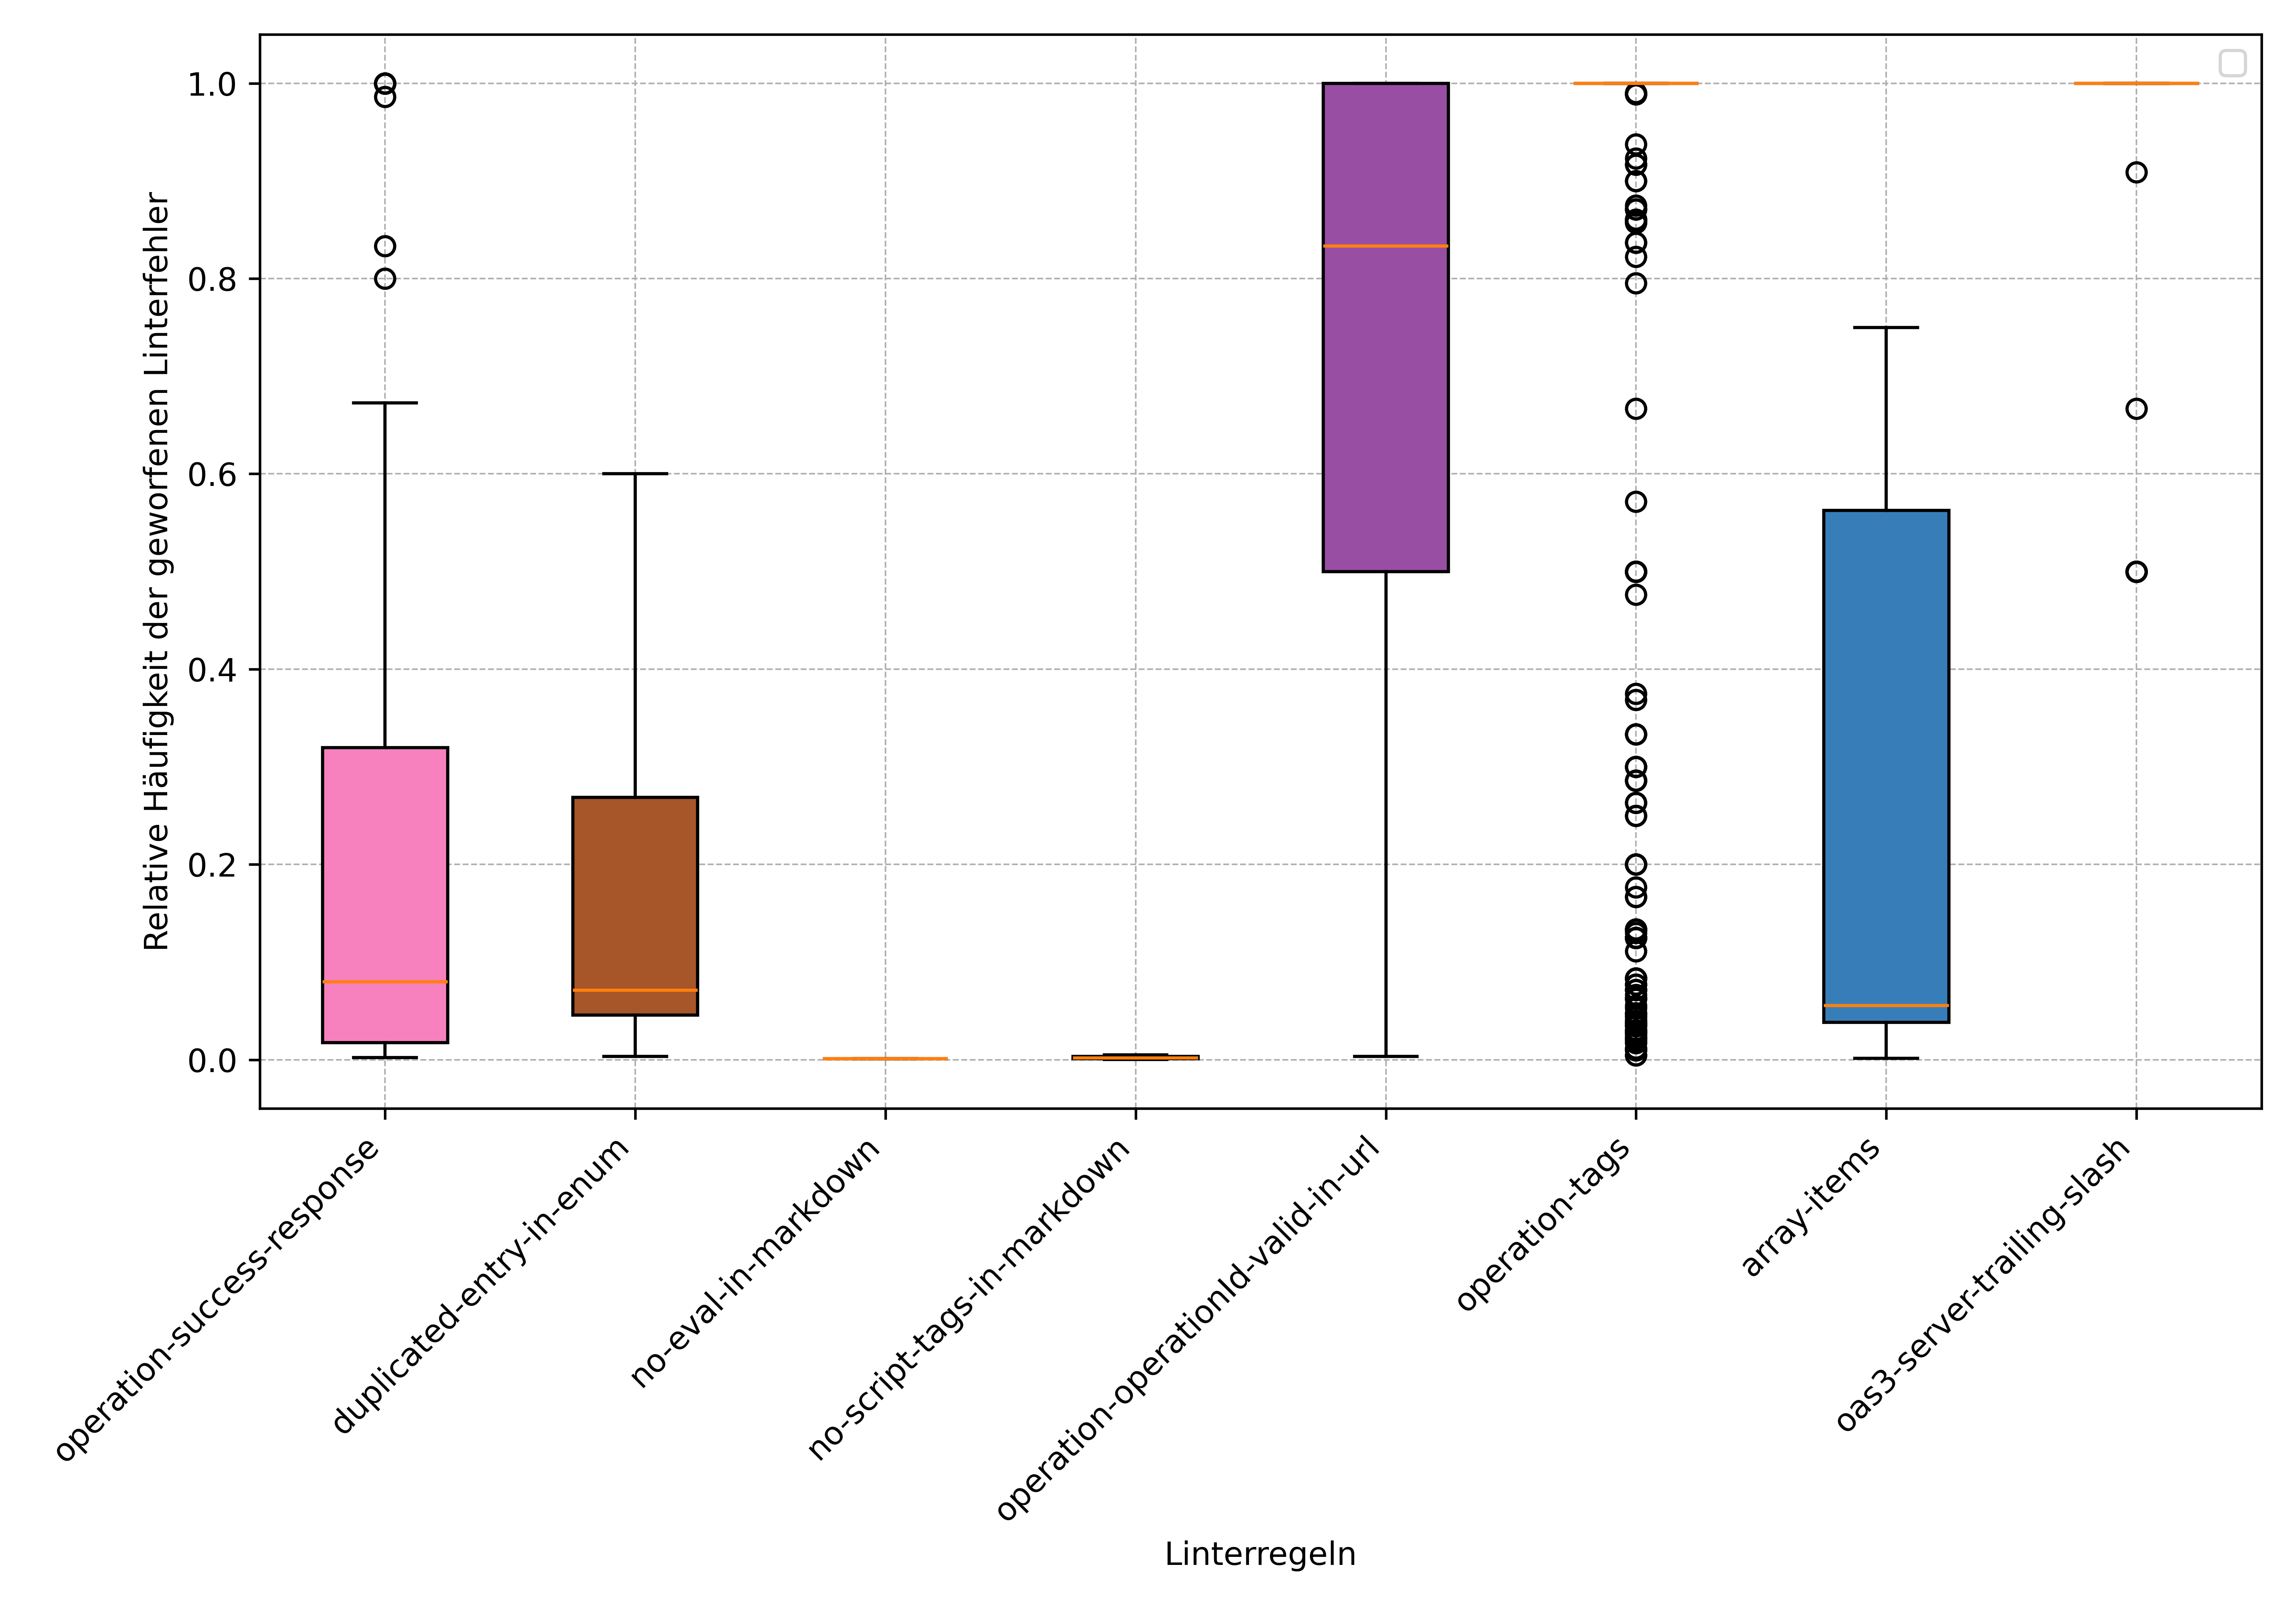 Relative Häufigkeit der geworfenen Linterfehler
1.0
0.8
0.6
0.4
0.2
0.0
operation-success-response
duplicated-entry-in-enum
no-eval-in-markdown
no-script-tags-in-markdown
operation-operationId-valid-in-url
operation-tags
array-items
oas3-server-trailing-slash
Linterregeln